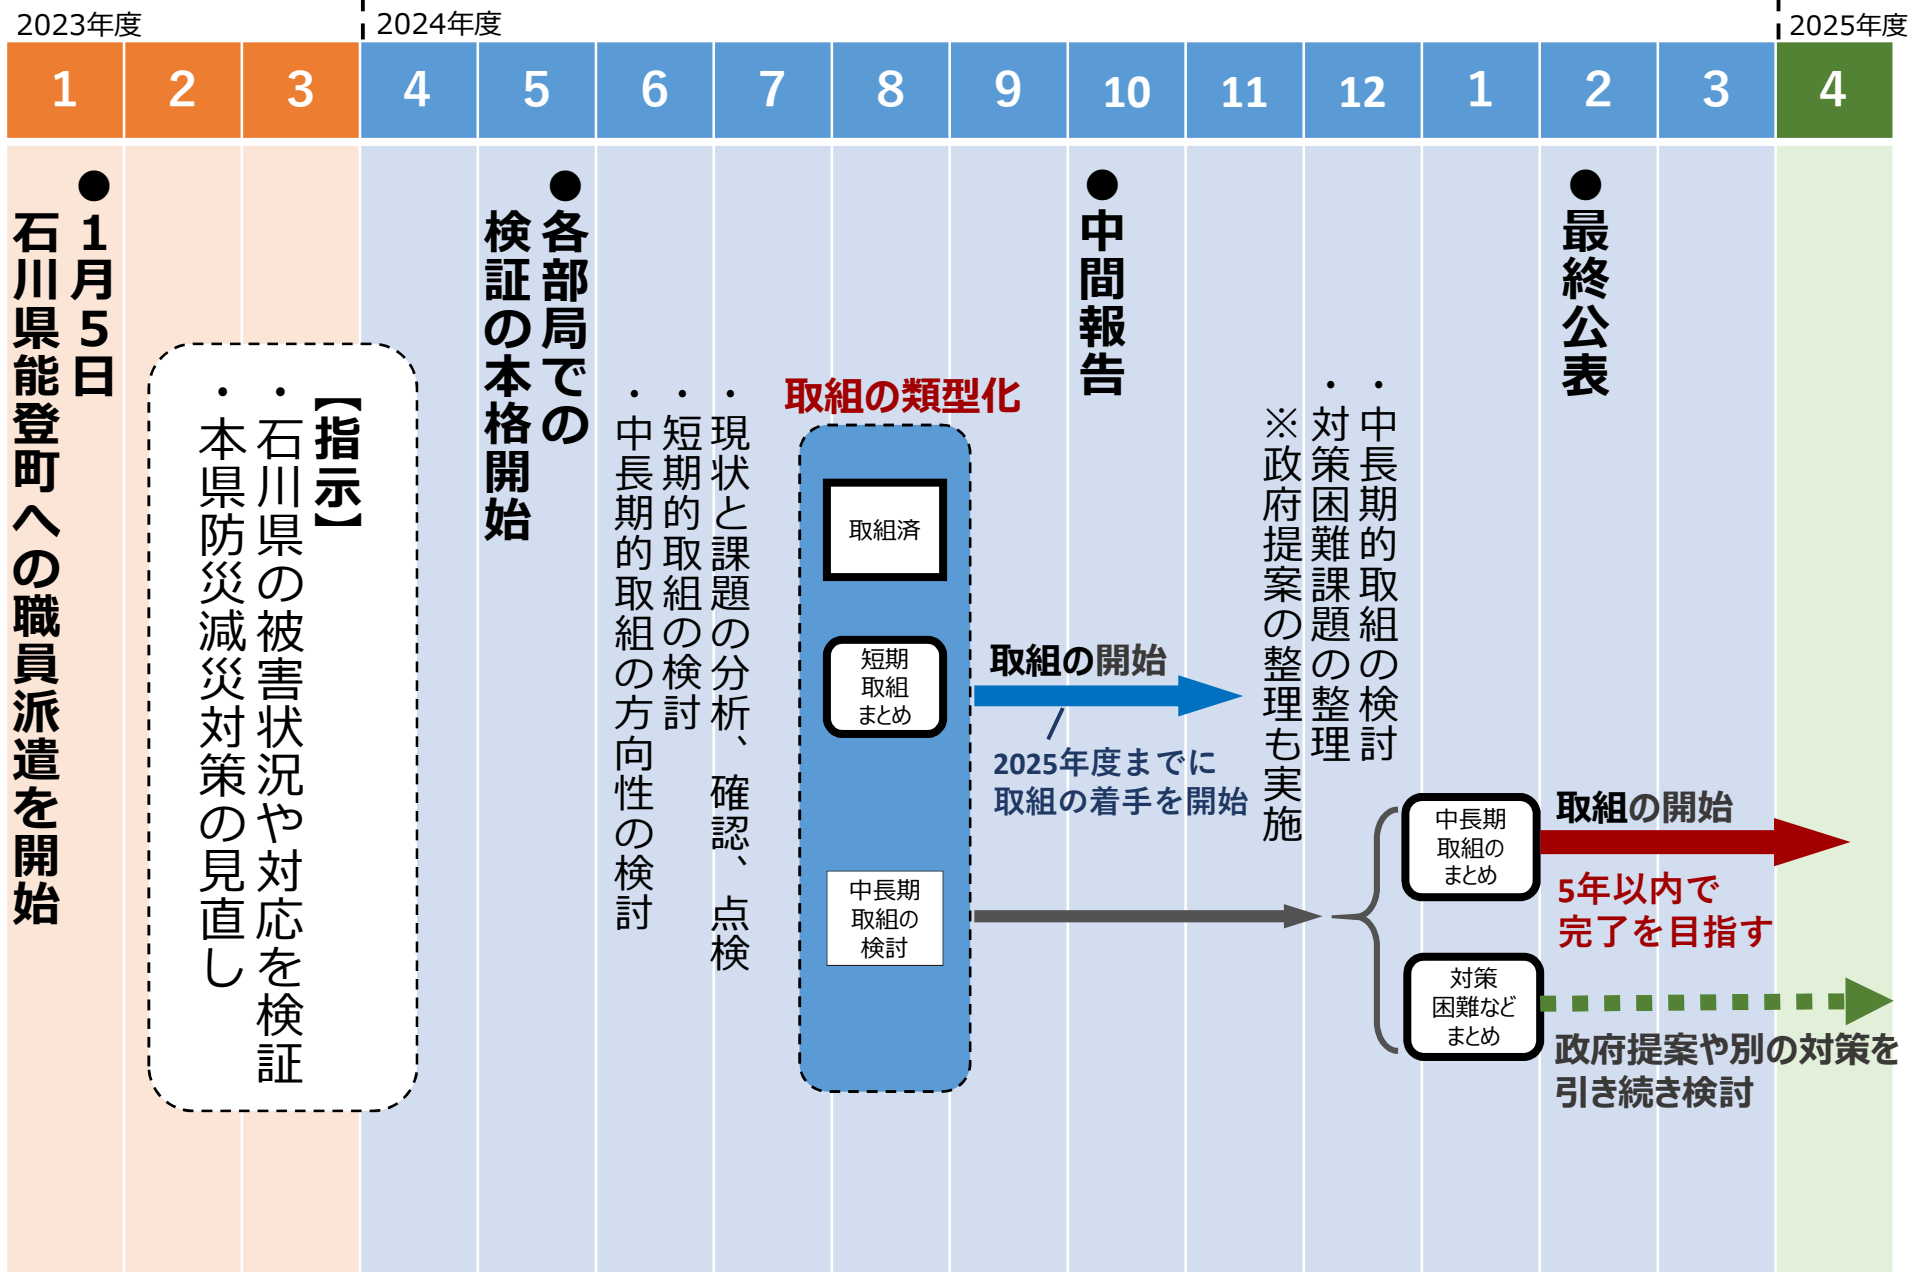 2023年度
2024年度
2025年度
1
2
3
4
5
6
7
8
9
10
11
12
1
2
3
4
●1月5日
石川県能登町への職員派遣を開始
【指示】
・石川県の被害状況や対応を検証
・本県防災減災対策の見直し
●各部局での
検証の本格開始
・現状と課題の分析、確認、点検
・短期的取組の検討
・中長期的取組の方向性の検討
取組の類型化
取組済
短期
取組
まとめ
中長期
取組の
検討
●中間報告
取組の開始
2025年度までに
取組の着手を開始
・中長期的取組の検討
・対策困難課題の整理
※政府提案の整理も実施
●最終公表
中長期
取組の
まとめ
取組の開始
5年以内で
完了を目指す
対策
困難など
まとめ
政府提案や別の対策を
引き続き検討